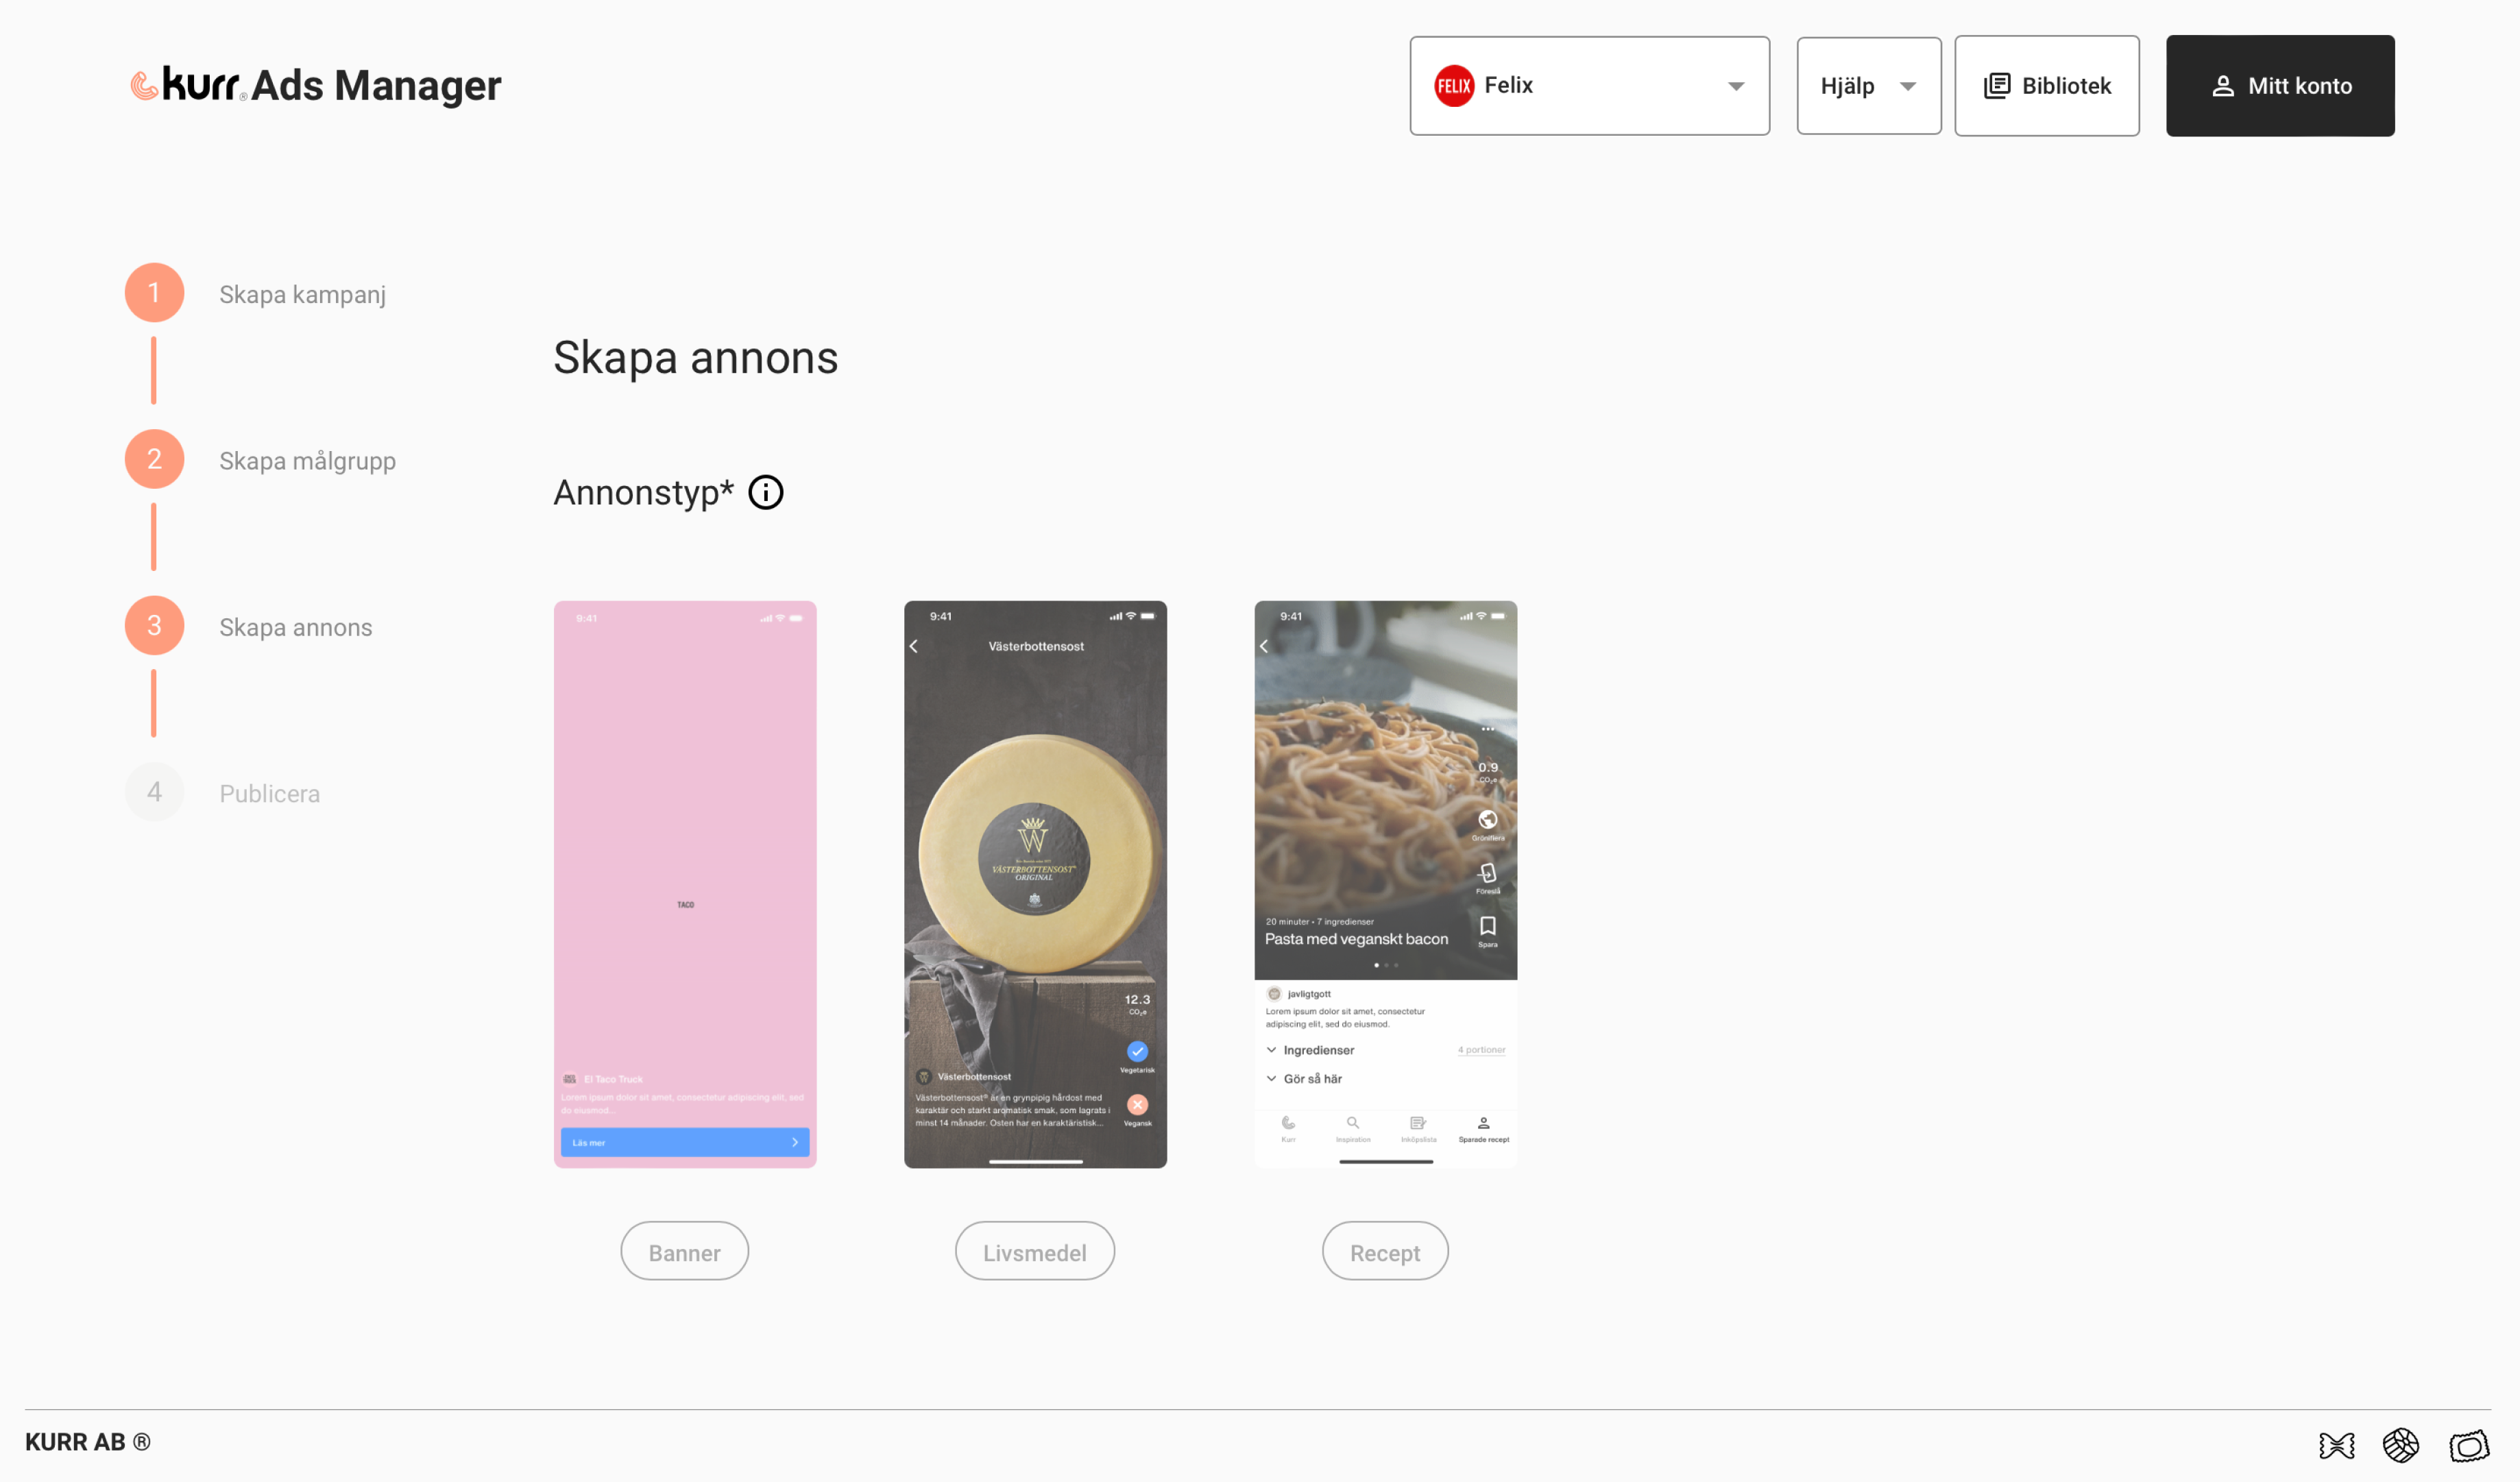 kurr® Ads Manager
FELIX Felix
Hjälp
Bibliotek
Mitt konto
1 Skapa kampanj
2 Skapa målgrupp
3 Skapa annons
4 Publicera
Skapa annons
Annonstyp*
9:41
TACO
El Taco Truck
Lorem ipsum dolor sit amet, consectetur adipiscing elit, sed
do eiusmod...
Läs mer
Banner
9:41
Västerbottensost
W
VÄSTERBOTTENSOST®
ORIGINAL
12.3
CO₂e
Vegetarisk
Västerbottensost
Västerbottensost® är en grynpipig hårdost med
karaktär och starkt aromatisk smak, som lagrats i
minst 14 månader. Osten har en karaktäristisk...
Vegansk
Livsmedel
9:41
0.9
CO₂e
Grönifiera
Föreslå
20 minuter • 7 ingredienser
Pasta med veganskt bacon
Spara
javligtgott
Lorem ipsum dolor sit amet, consectetur
adipiscing elit, sed do eiusmod.
Ingredienser
4 portioner
Gör så här
Kurr
Inspiration
Inköpslista
Sparade recept
Recept
KURR AB ®